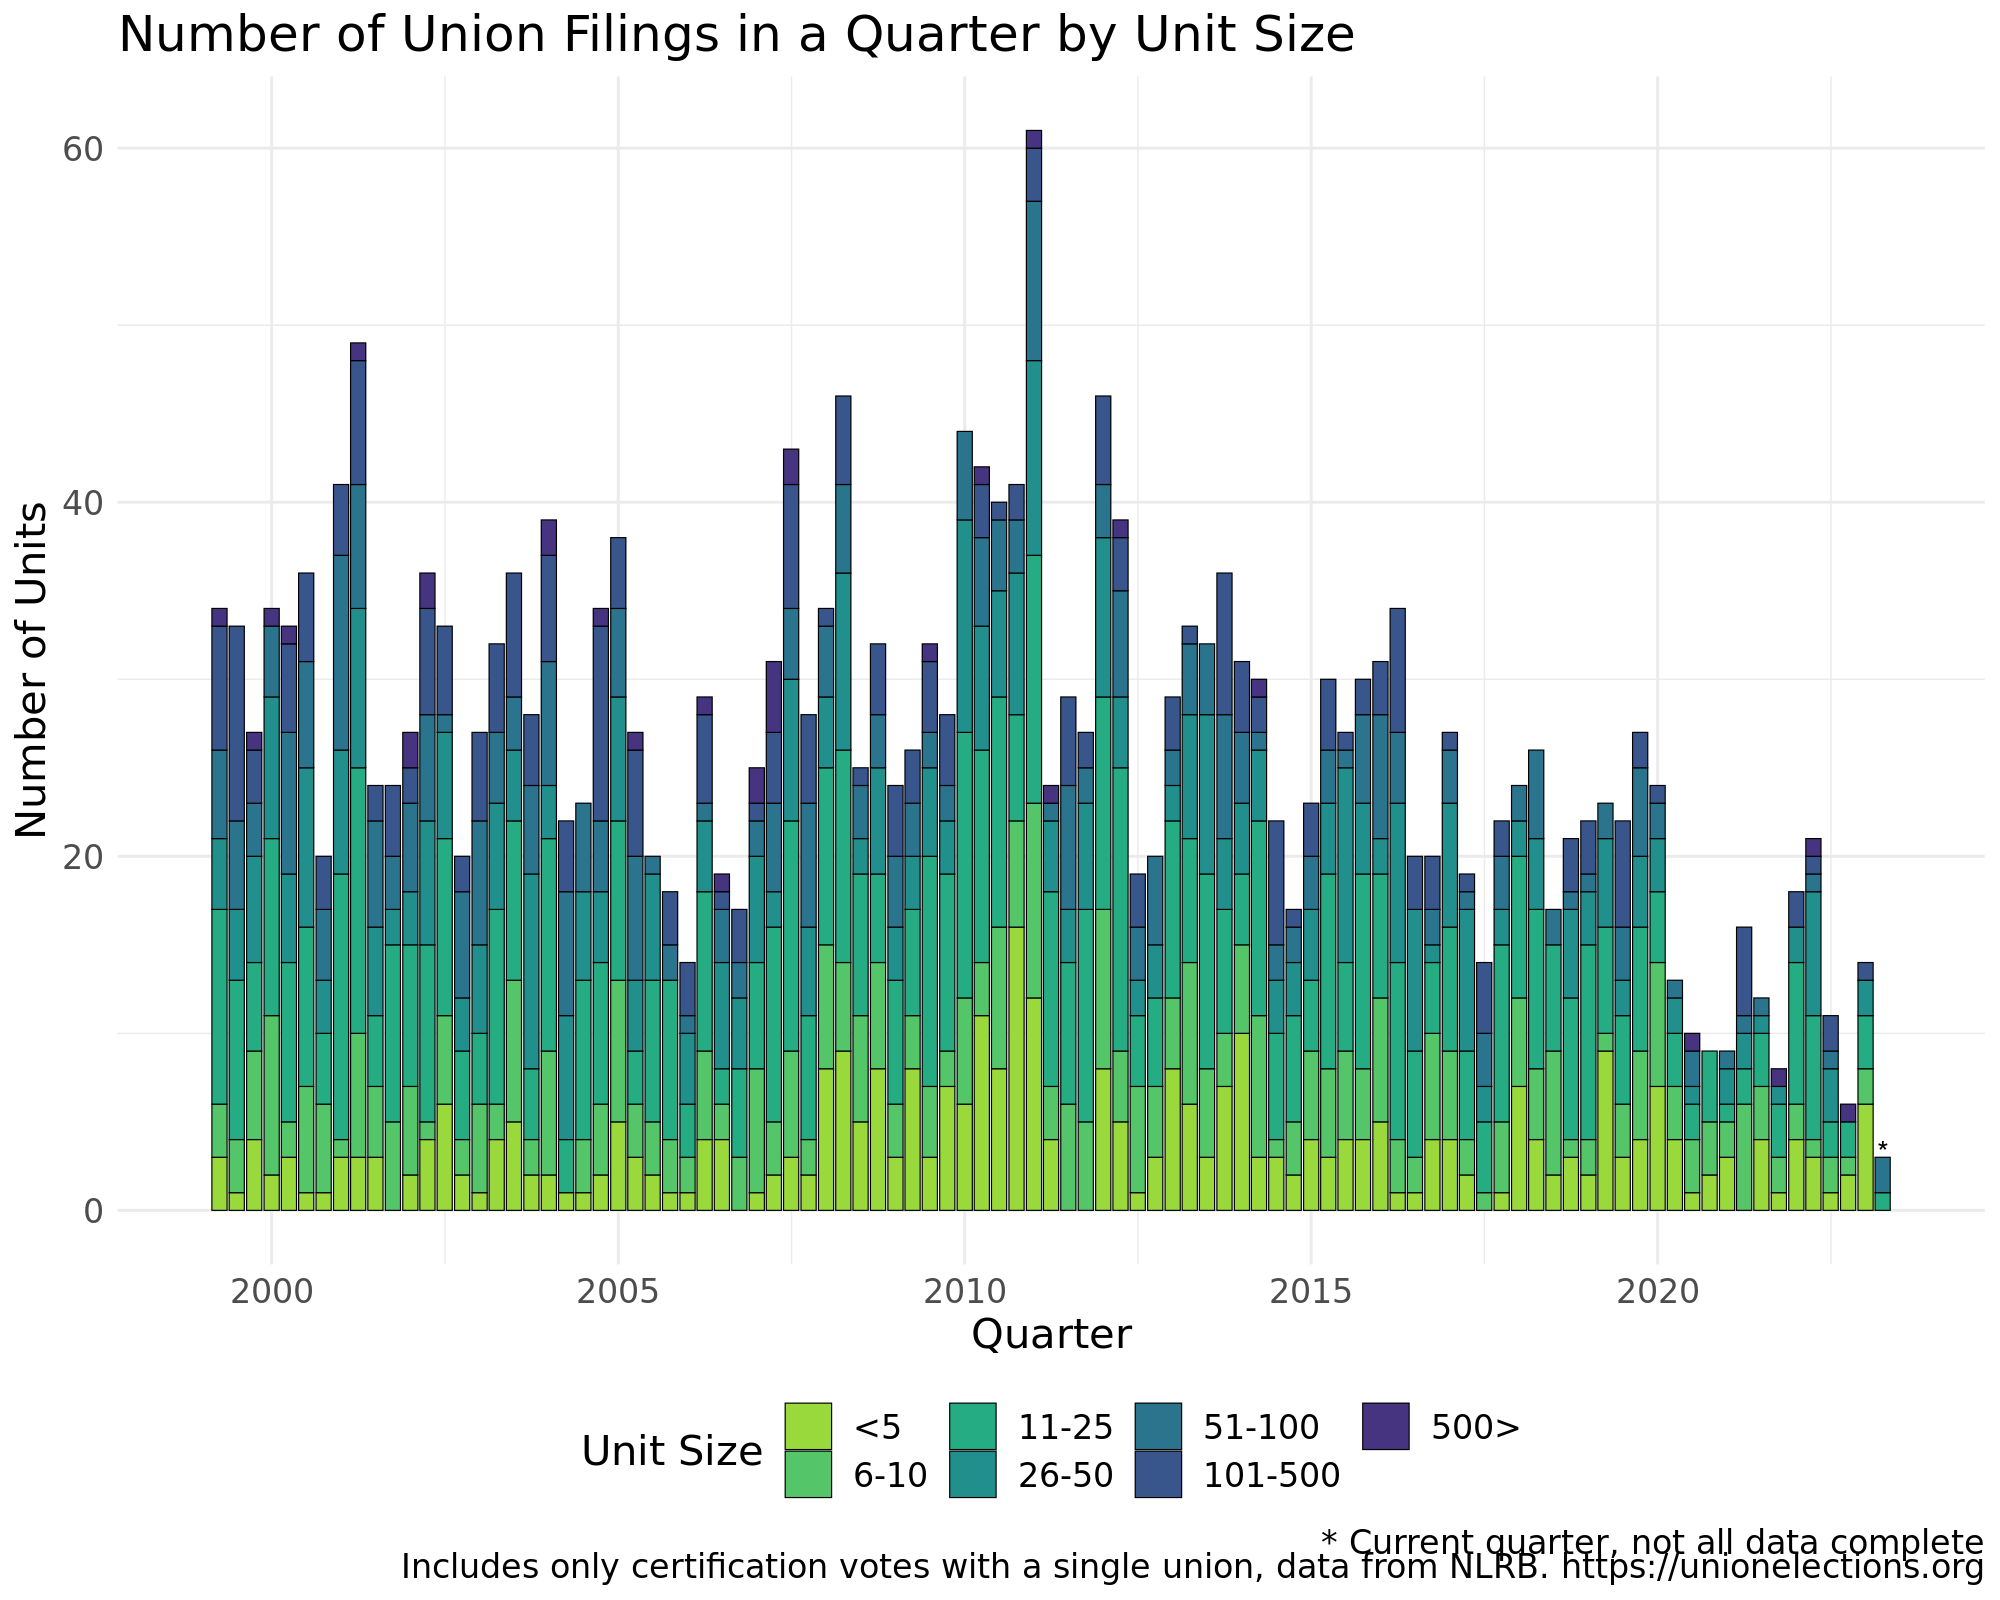 Number of Union Filings in a Quarter by Unit Size
Number of Units
60
40
20
0
2000 2005 2010 2015 2020
*
Quarter
Unit Size
<5 11-25 51-100 500>
6-10 26-50 101-500
* Current quarter, not all data complete
Includes only certification votes with a single union, data from NLRB. https://unionelections.org